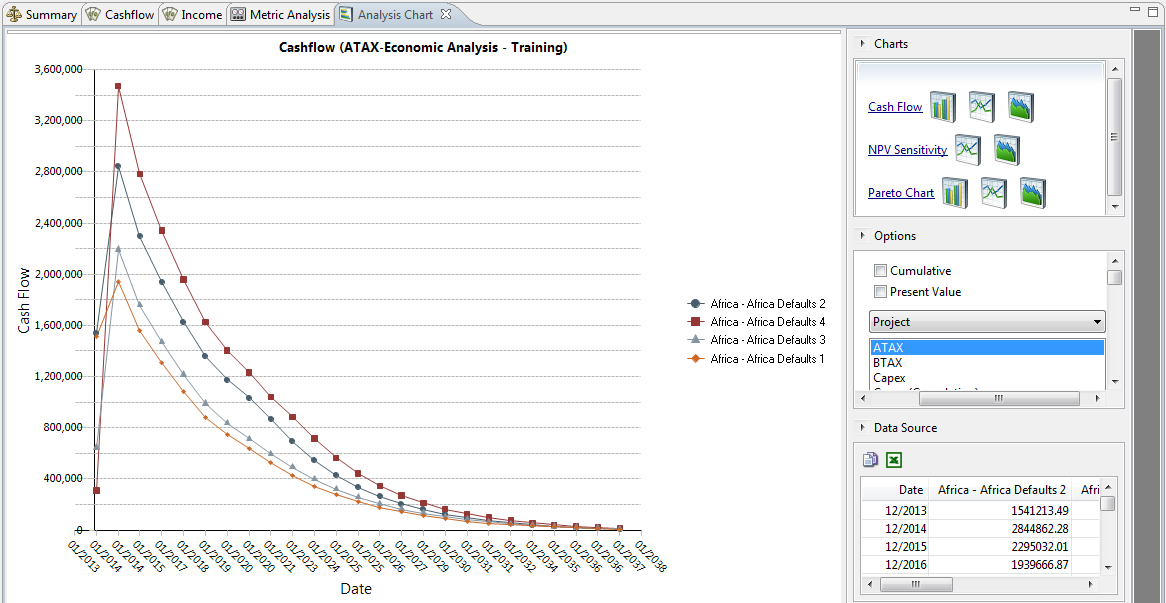 Summary
Cashflow
Income
Metric Analysis
Analysis Chart
Cashflow (ATAX-Economic Analysis - Training)
3,600,000
3,200,000
2,800,000
2,400,000
2,000,000
1,600,000
1,200,000
800,000
400,000
0
Cash Flow
01/2013
01/2014
01/2014
01/2015
01/2017
01/2018
01/2019
01/2020
01/2020
01/2021
01/2023
01/2024
01/2025
01/2025
01/2026
01/2027
01/2029
01/2030
01/2031
01/2031
01/2034
01/2035
01/2036
01/2036
01/2037
01/2038
Date
Africa - Africa Defaults 2
Africa - Africa Defaults 4
Africa - Africa Defaults 3
Africa - Africa Defaults 1
Charts
Cash Flow
NPV Sensitivity
Pareto Chart
Options
Cumulative
Present Value
Project
ATAX
BTAX
Capex
Data Source
Date Africa - Africa Defaults 2 Afri
12/2013 1541213.49
12/2014 2844862.28
12/2015 2295032.01
12/2016 1939666.87